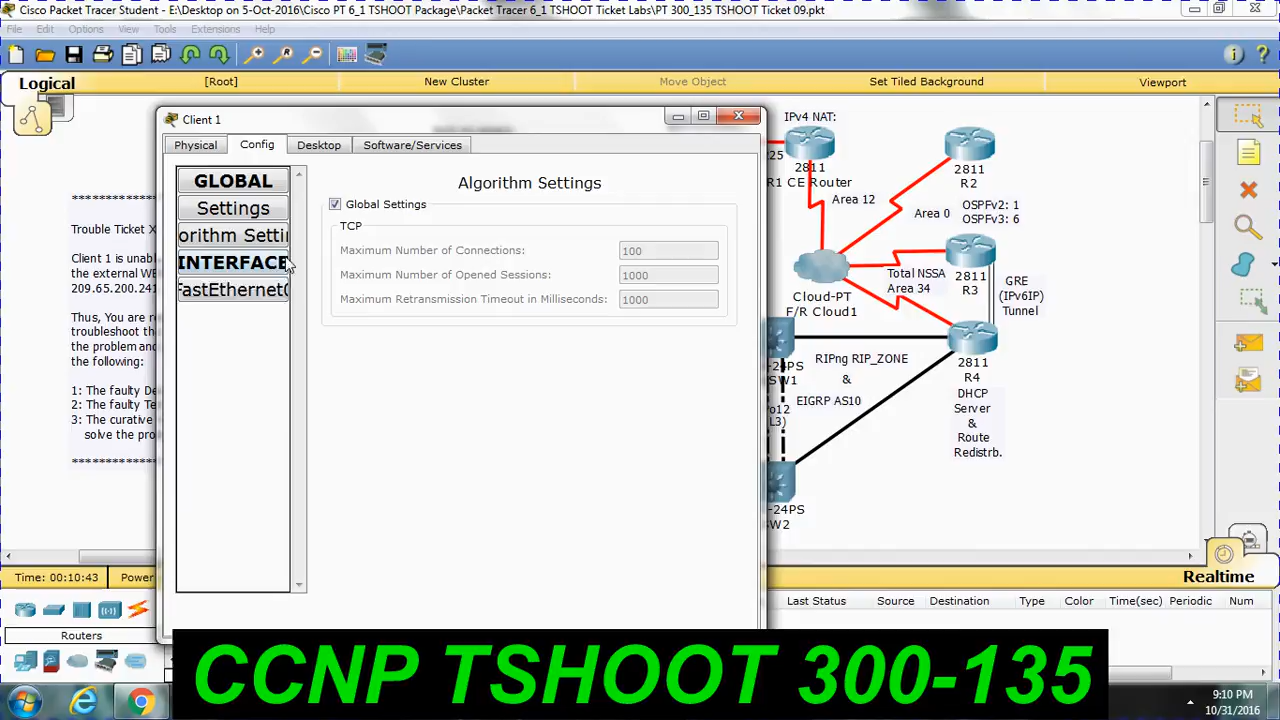 Cisco Packet Tracer Student - E:\Desktop on 5-Oct-2016\Cisco PT 6_1 TSHOOT Package\Packet Tracer 6_1 TSHOOT Ticket Labs\PT 300_135 TSHOOT Ticket 09.pkt
File Edit Options View Tools Extensions Help
Logical [Root] New Cluster Move Object Set Tiled Background Viewport
Client 1
Physical Config Desktop Software/Services
GLOBAL
Settings
orithm Settin
INTERFACE
FastEthernet0
Algorithm Settings
Global Settings
TCP
Maximum Number of Connections: 100
Maximum Number of Opened Sessions: 1000
Maximum Retransmission Timeout in Milliseconds: 1000
Trouble Ticket X
Client 1 is unab
the external WE
209.65.200.241
Thus, You are r
troubleshoot th
the problem and
the following:
1: The faulty De
2: The faulty Te
3: The curative
solve the pro
IPv4 NAT:
25
2811
R1 CE Router
2811
R2
Area 12
Area 0
OSPFv2: 1
OSPFv3: 6
Cloud-PT
F/R Cloud1
Total NSSA
Area 34
2811
R3
GRE
(IPv6IP)
Tunnel
-24PS
SW1
RIPng RIP_ZONE
&
EIGRP AS10
Po12
(L3)
2811
R4
DHCP
Server
&
Route
Redistrb.
-24PS
SW2
Time: 00:10:43 Power
Realtime
Routers
Last Status Source Destination Type Color Time(sec) Periodic Num
CCNP TSHOOT 300-135
9:10 PM
10/31/2016